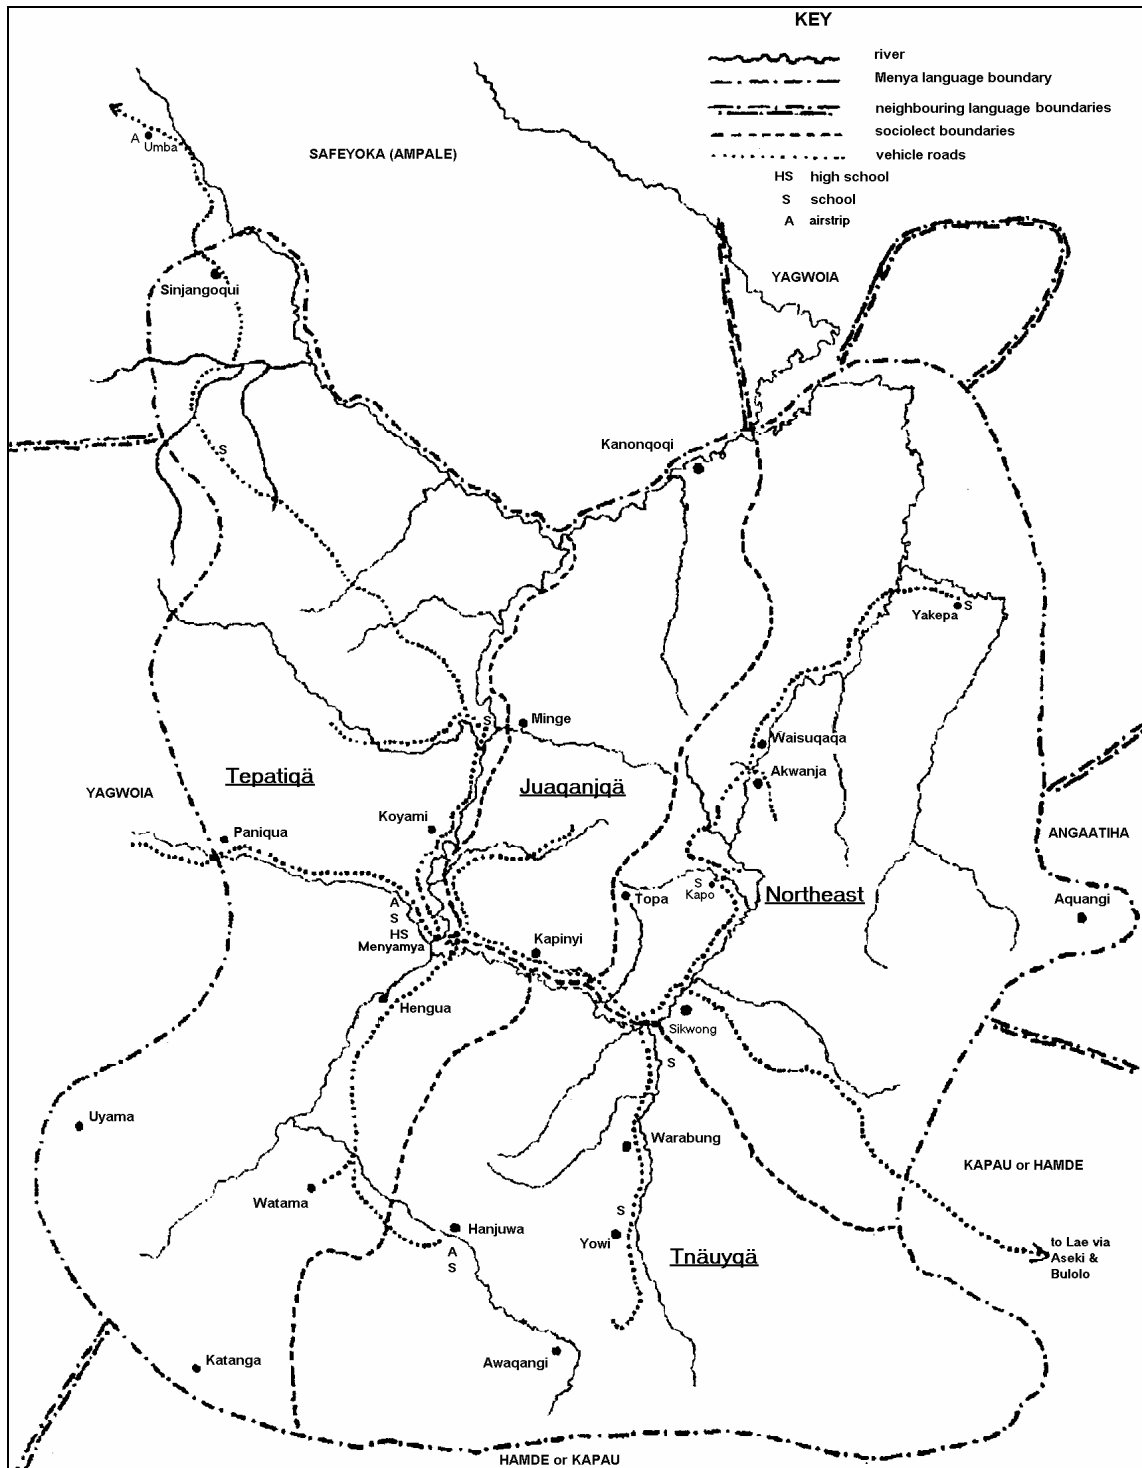 KEY
river
Menya language boundary
neighbouring language boundaries
sociolect boundaries
vehicle roads
HS high school
S school
A airstrip
A
Umba
SAFEYOKA (AMPALE)
YAGWOIA
Sinjangoqui
Kanonqoqi
S
Yakepa
S
S
Minge
Waisuqaqa
Akwanja
Tepatiqä
Juaqanjqä
YAGWOIA
Koyami
Paniqua
ANGAATIHA
S
Kapo
Northeast
Topa
Aquangi
A
S
HS
Menyamya
Kapinyi
Hengua
Sikwong
S
Uyama
Warabung
KAPAU or HAMDE
Watama
Hanjuwa
S
Yowi
A
S
Tnäuyqä
to Lae via
Aseki &
Bulolo
Katanga
Awaqangi
HAMDE or KAPAU